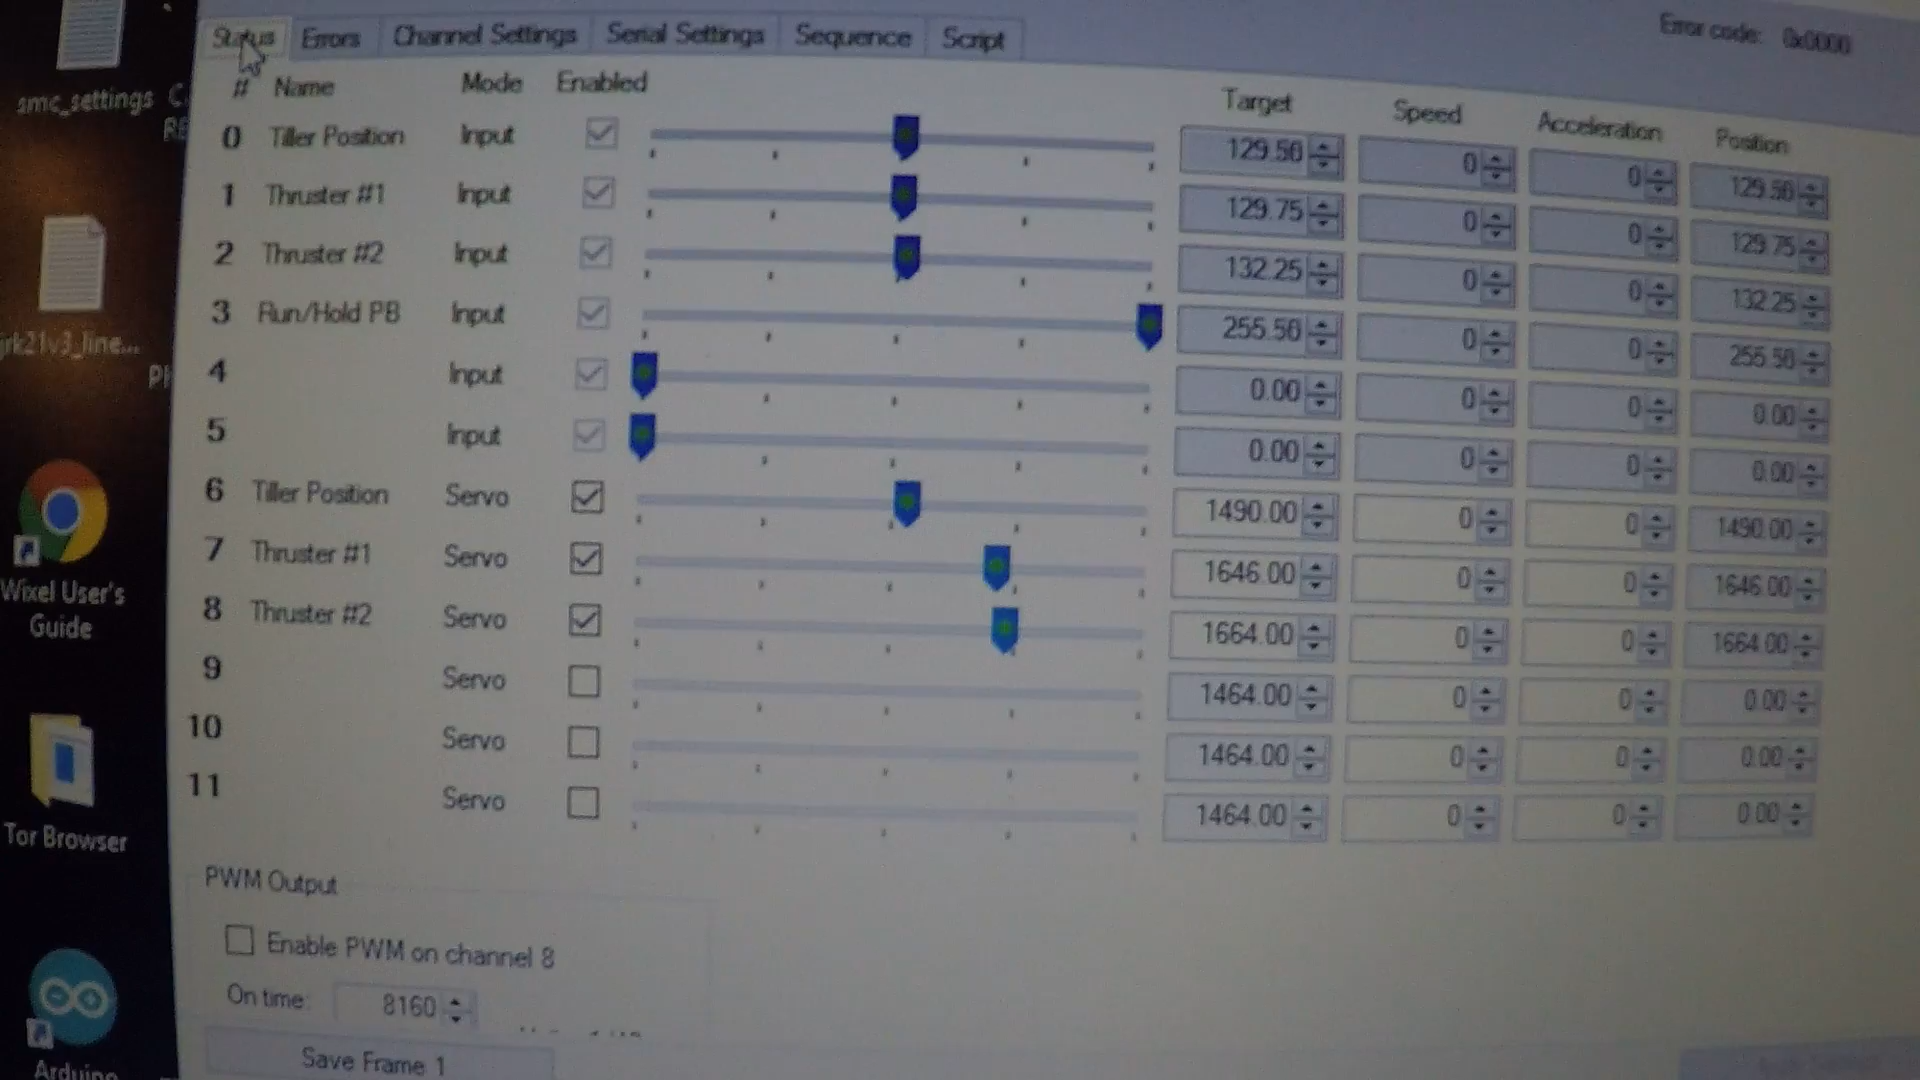 Status Errors Channel Settings Serial Settings Sequence Script Error code: 0x0000
# Name Mode Enabled Target Speed Acceleration Position
0 Tiller Position Input 129.50 0 0 129.50
1 Thruster #1 Input 129.75 0 0 129.75
2 Thruster #2 Input 132.25 0 0 132.25
3 Run/Hold PB Input 255.50 0 0 255.50
4 Input 0.00 0 0 0.00
5 Input 0.00 0 0 0.00
6 Tiller Position Servo 1490.00 0 0 1490.00
7 Thruster #1 Servo 1646.00 0 0 1646.00
8 Thruster #2 Servo 1664.00 0 0 1664.00
9 Servo 1464.00 0 0 0.00
10 Servo 1464.00 0 0 0.00
11 Servo 1464.00 0 0 0.00
PWM Output
Enable PWM on channel 8
On time: 8160
Save Frame 1
smc_settings
jrk21v3_line...
Wixel User's
Guide
Tor Browser
Arduino